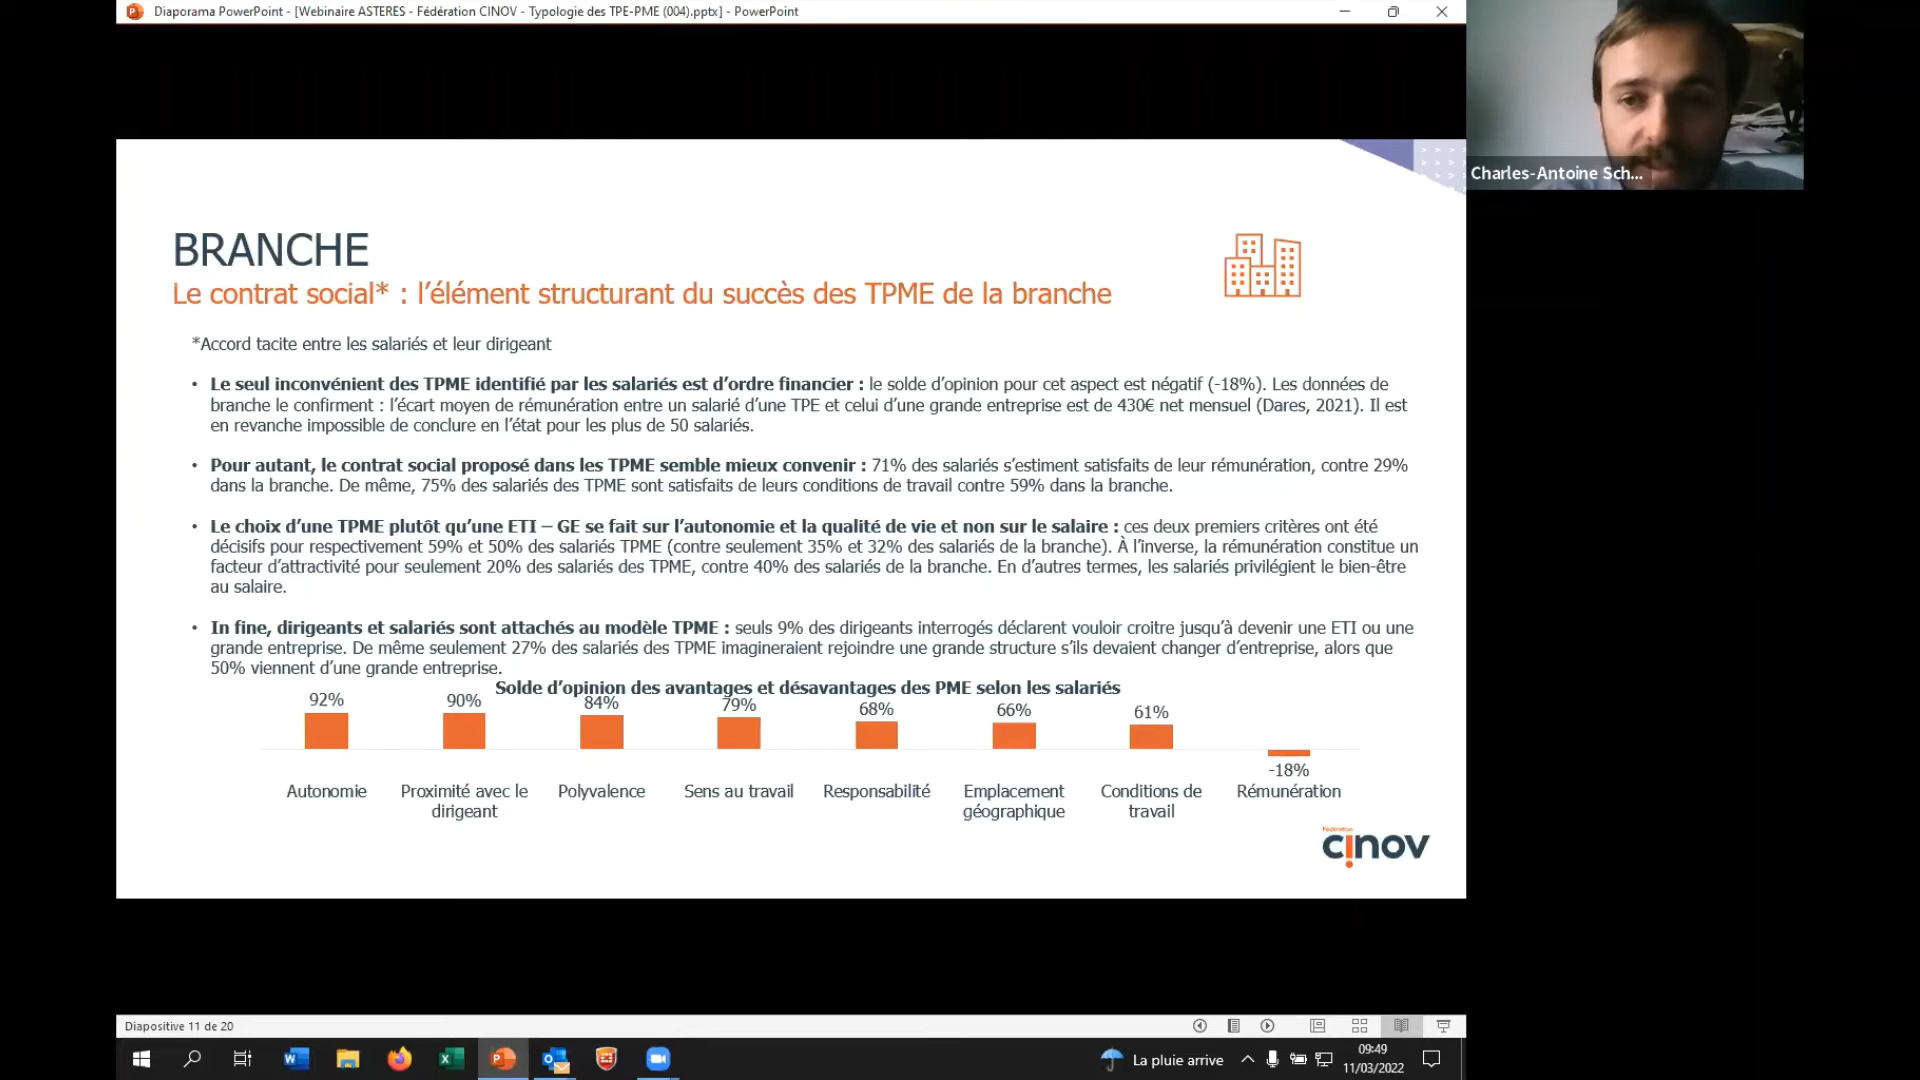 Diaporama PowerPoint - [Webinaire ASTERES - Fédération CINOV - Typologie des TPE-PME (004).pptx] - PowerPoint
Charles-Antoine Sch...
BRANCHE
Le contrat social* : l'élément structurant du succès des TPME de la branche
*Accord tacite entre les salariés et leur dirigeant
• Le seul inconvénient des TPME identifié par les salariés est d'ordre financier : le solde d'opinion pour cet aspect est négatif (-18%). Les données de
branche le confirment : l'écart moyen de rémunération entre un salarié d'une TPE et celui d'une grande entreprise est de 430€ net mensuel (Dares, 2021). Il est
en revanche impossible de conclure en l'état pour les plus de 50 salariés.
• Pour autant, le contrat social proposé dans les TPME semble mieux convenir : 71% des salariés s'estiment satisfaits de leur rémunération, contre 29%
dans la branche. De même, 75% des salariés des TPME sont satisfaits de leurs conditions de travail contre 59% dans la branche.
• Le choix d'une TPME plutôt qu'une ETI – GE se fait sur l'autonomie et la qualité de vie et non sur le salaire : ces deux premiers critères ont été
décisifs pour respectivement 59% et 50% des salariés TPME (contre seulement 35% et 32% des salariés de la branche). À l'inverse, la rémunération constitue un
facteur d'attractivité pour seulement 20% des salariés des TPME, contre 40% des salariés de la branche. En d'autres termes, les salariés privilégient le bien-être
au salaire.
• In fine, dirigeants et salariés sont attachés au modèle TPME : seuls 9% des dirigeants interrogés déclarent vouloir croitre jusqu'à devenir une ETI ou une
grande entreprise. De même seulement 27% des salariés des TPME imagineraient rejoindre une grande structure s'ils devaient changer d'entreprise, alors que
50% viennent d'une grande entreprise.
Solde d'opinion des avantages et désavantages des PME selon les salariés
92% 90% 84% 79% 68% 66% 61%
-18%
Autonomie Proximité avec le Polyvalence Sens au travail Responsabilité Emplacement Conditions de Rémunération
dirigeant géographique travail
Fédération
cinov
Diapositive 11 de 20
La pluie arrive
09:49
11/03/2022